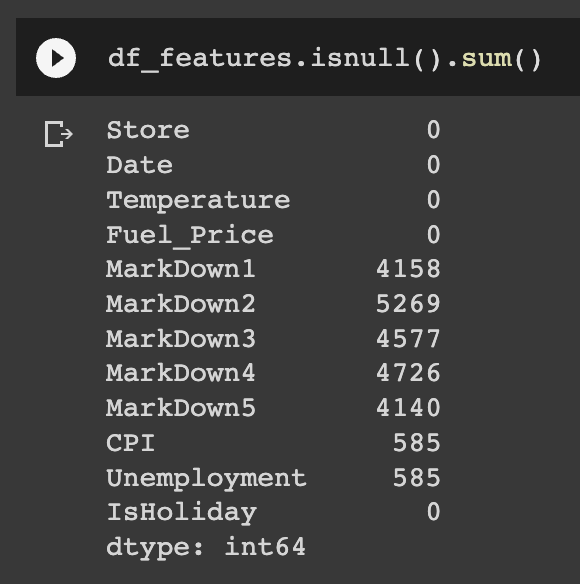 df_features.isnull().sum()
Store 0
Date 0
Temperature 0
Fuel_Price 0
MarkDown1 4158
MarkDown2 5269
MarkDown3 4577
MarkDown4 4726
MarkDown5 4140
CPI 585
Unemployment 585
IsHoliday 0
dtype: int64